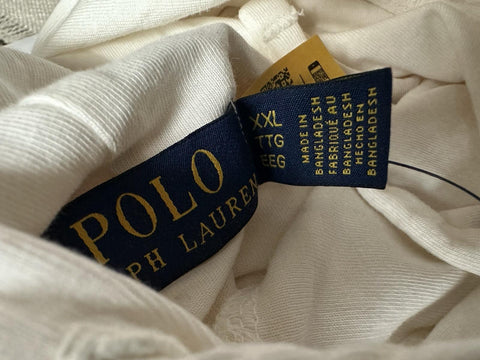 POLO
PH LAUREN
XXL
TTG
EEG
MADE IN
BANGLADESH
FABRIQUÉ AU
BANGLADESH
HECHO EN
BANGLADESH